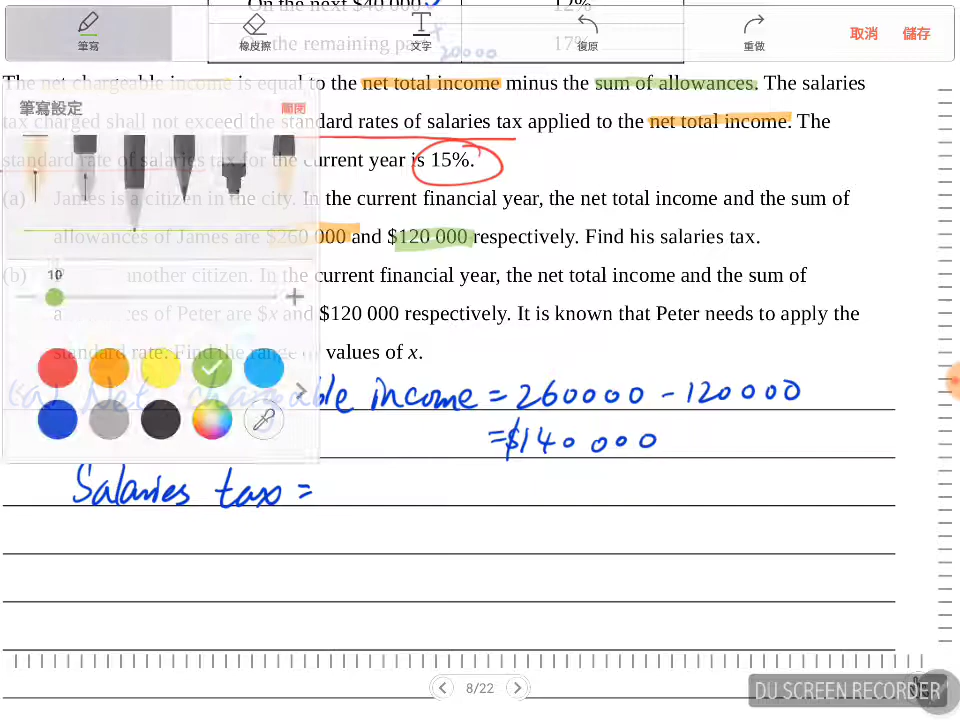 On the next $40 000 12%
筆寫 橡皮擦 文字 復原 重做 取消 儲存
the remaining par 17%
20000
The net chargeable income is equal to the net total income minus the sum of allowances. The salaries
筆寫設定 關閉
tax charged shall not exceed the standard rates of salaries tax applied to the net total income. The
standard rate of salaries tax for the current year is 15%.
(a) James is a citizen in the city. In the current financial year, the net total income and the sum of
allowances of James are $260 000 and $120 000 respectively. Find his salaries tax.
(b) another citizen. In the current financial year, the net total income and the sum of
10
ces of Peter are $x and $120 000 respectively. It is known that Peter needs to apply the
standard rate. Find the range of values of x.
(a) Net chargeable income = 260000 - 120000
= $140000
Salaries tax =
8/22
DU SCREEN RECORDER